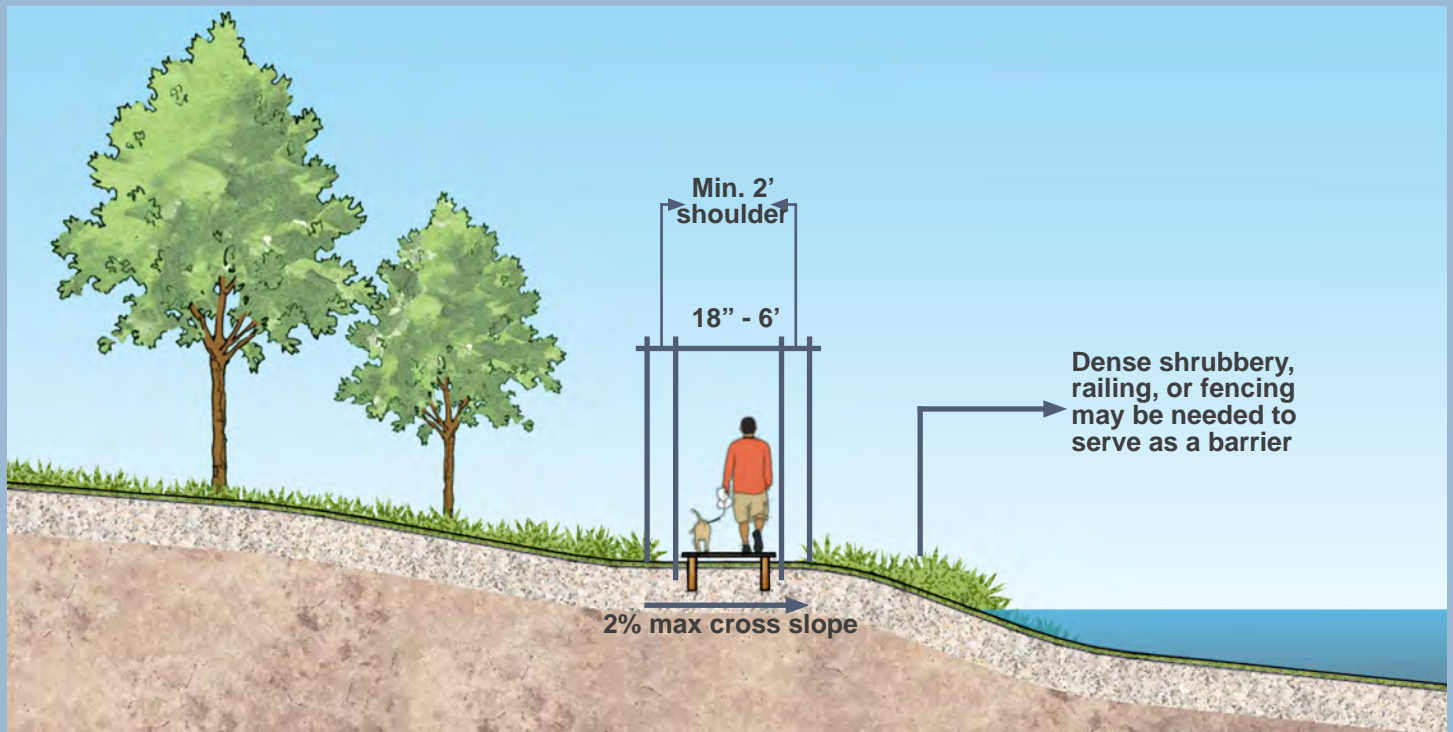 Min. 2’
shoulder
18” - 6’
Dense shrubbery,
railing, or fencing
may be needed to
serve as a barrier
2% max cross slope